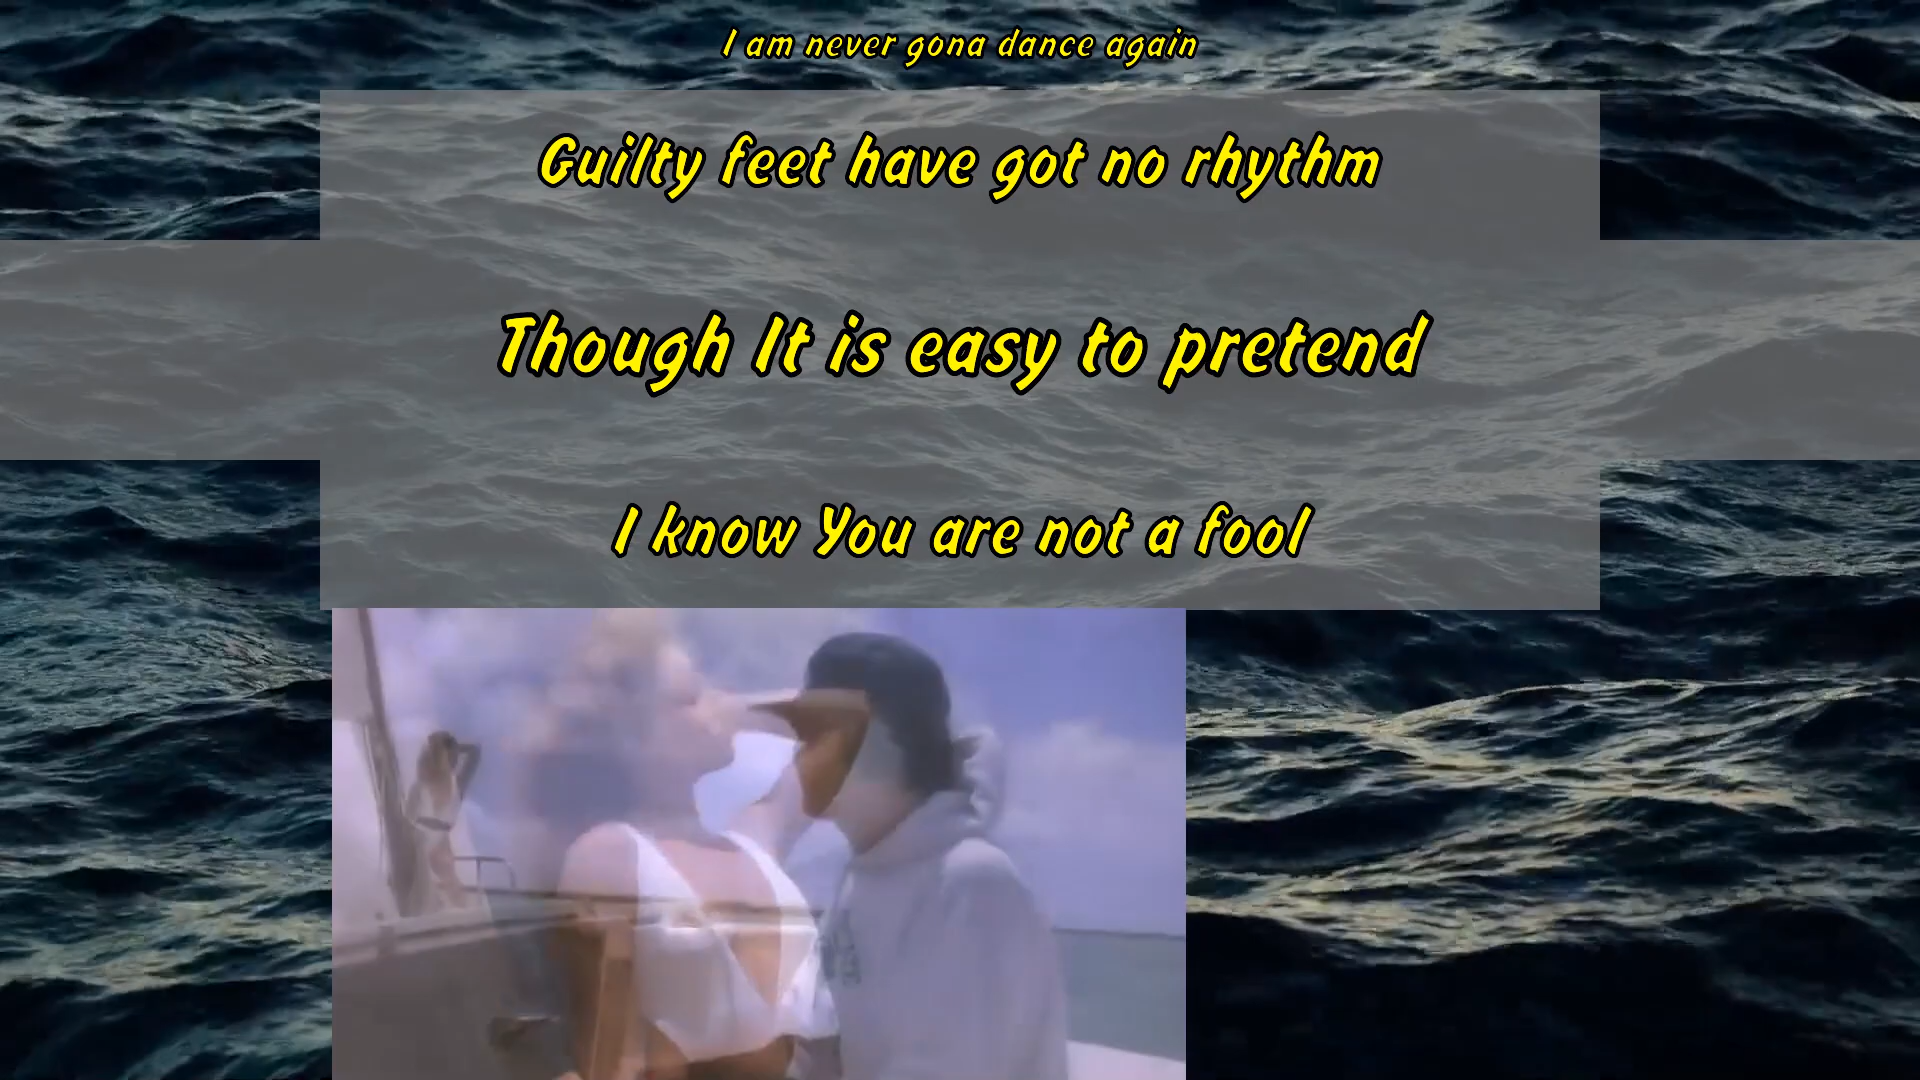 I am never gona dance again
Guilty feet have got no rhythm
Though It is easy to pretend
I know You are not a fool